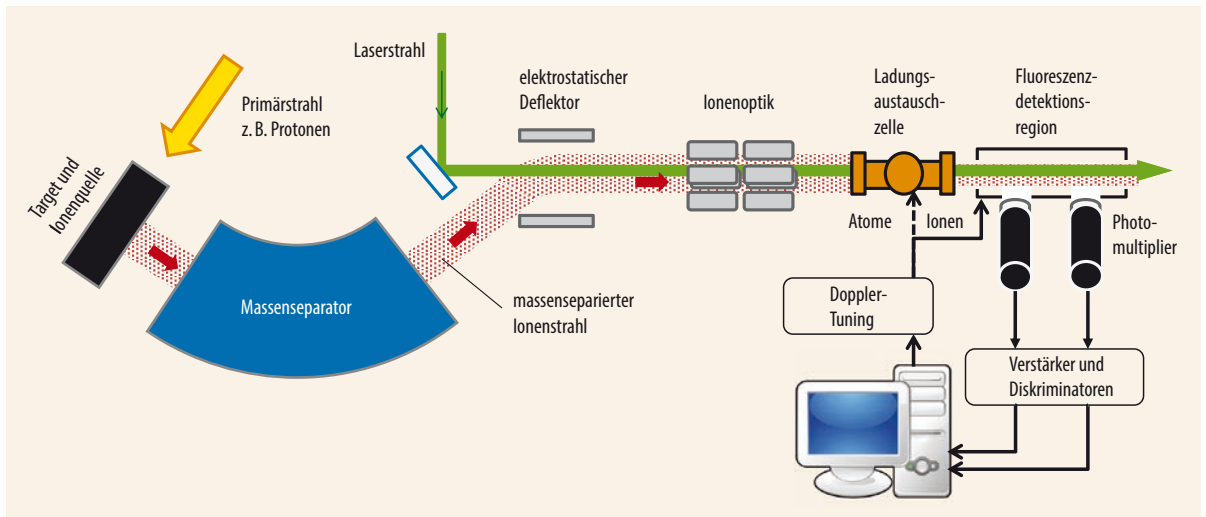 Laserstrahl
elektrostatischer
Deflektor
Ionenoptik
Ladungs-
austausch-
zelle
Fluoreszenz-
detektions-
region
Primärstrahl
z. B. Protonen
Target und
Ionenquelle
Massenseparator
massenseparierter
Ionenstrahl
Atome
Ionen
Photo-
multiplier
Doppler-
Tuning
Verstärker und
Diskriminatoren